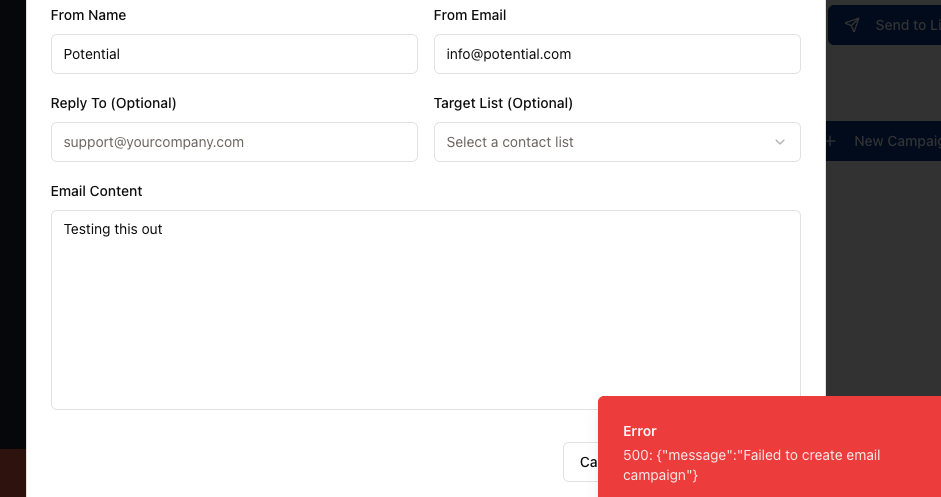 From Name
From Email
Potential
info@potential.com
Send to Li
Reply To (Optional)
Target List (Optional)
support@yourcompany.com
Select a contact list
New Campaig
Email Content
Testing this out
Ca
Error
500: {"message":"Failed to create email
campaign"}